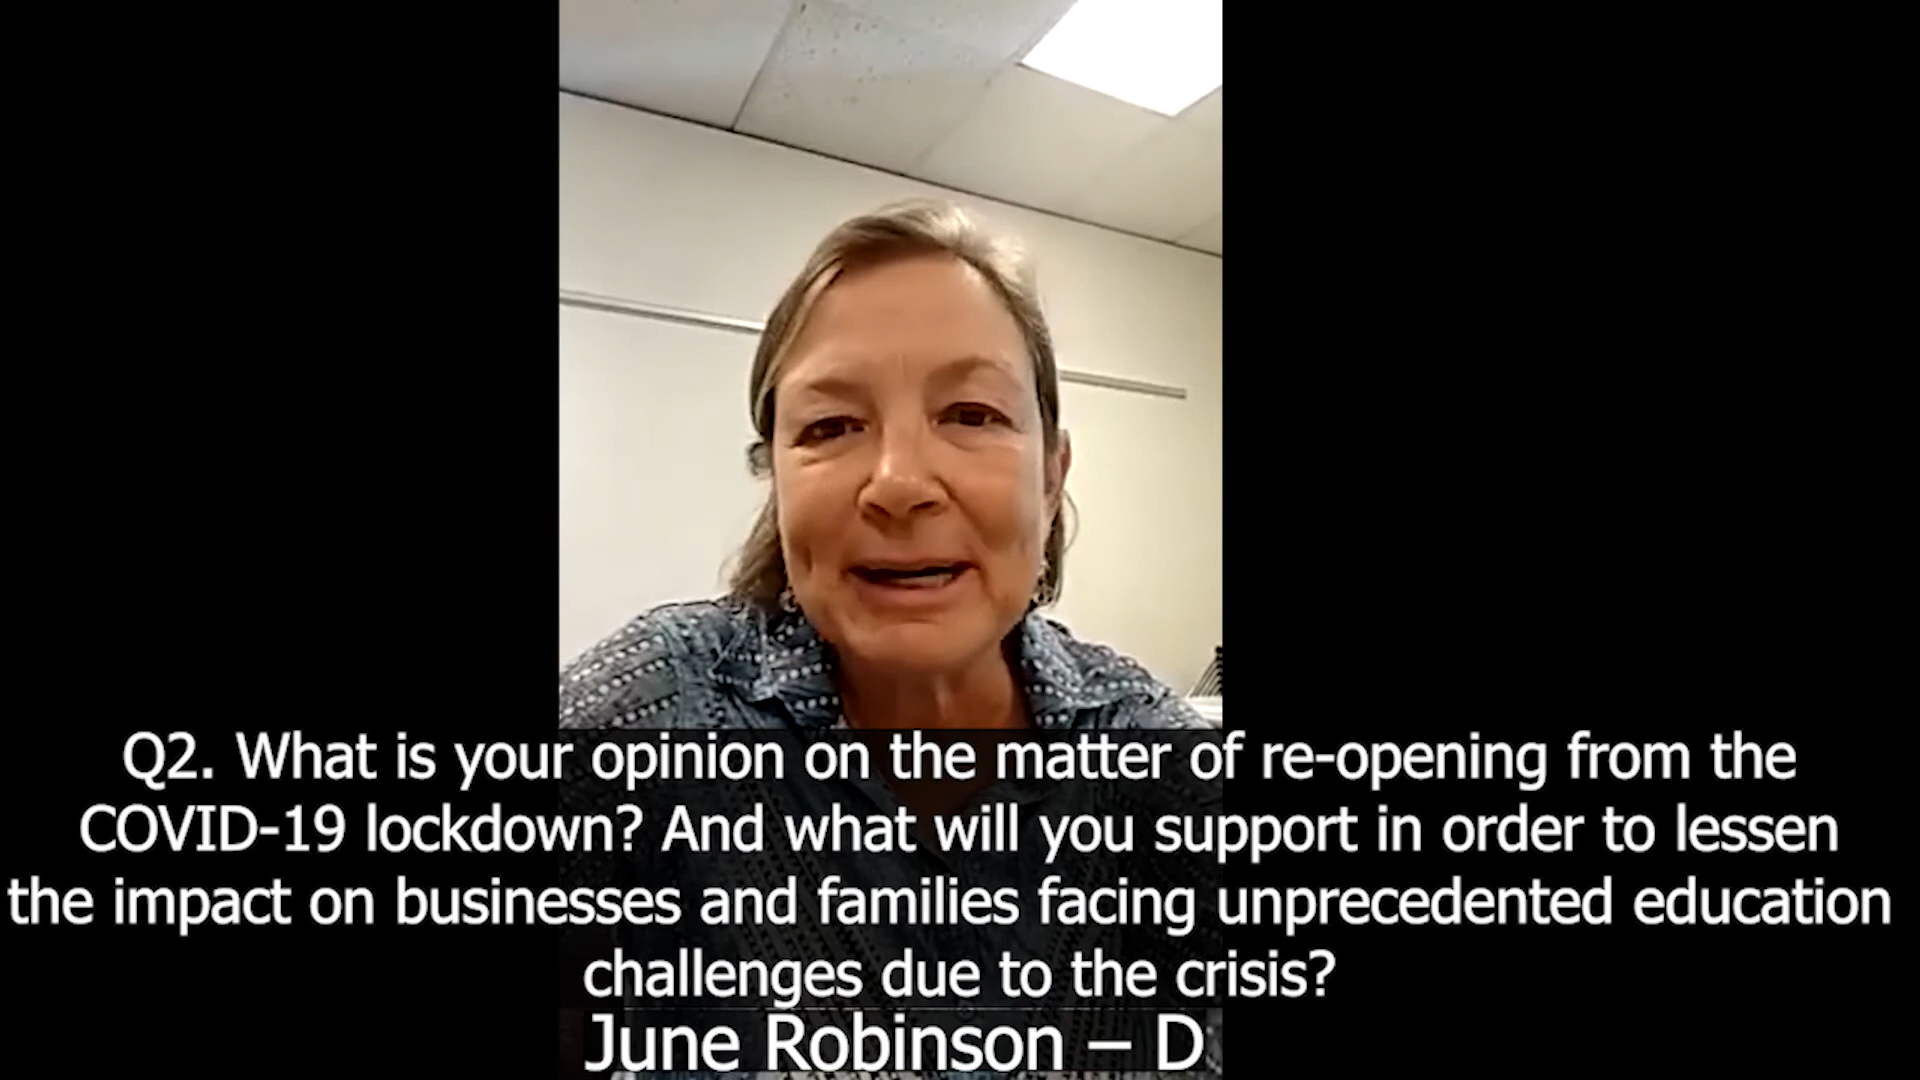 Q2. What is your opinion on the matter of re-opening from the
COVID-19 lockdown? And what will you support in order to lessen
the impact on businesses and families facing unprecedented education
challenges due to the crisis?
June Robinson – D